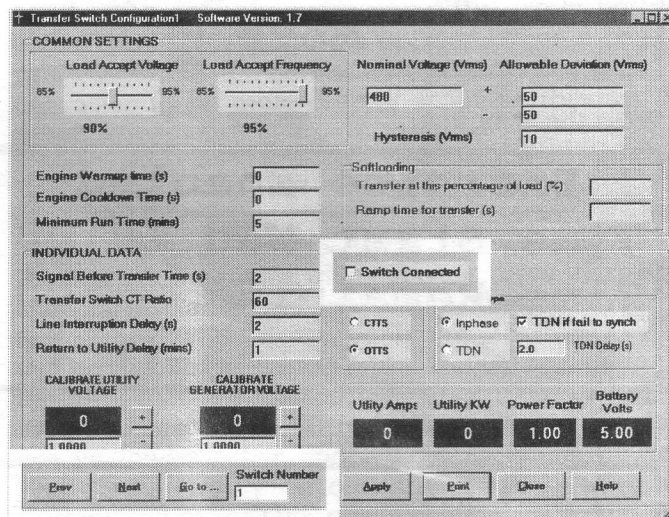 Transfer Switch Configuration1 Software Version: 1.7
COMMON SETTINGS
Load Accept Voltage
85% 95%
90%
Load Accept Frequency
85% 95%
95%
Nominal Voltage (Vrms) Allowable Deviation (Vrms)
480 + 50
- 50
Hysteresis (Vrms) 10
Engine Warmup time (s) 0
Engine Cooldown Time (s) 0
Minimum Run Time (mins) 5
Softloading
Transfer at this percentage of load (%)
Ramp time for transfer (s)
INDIVIDUAL DATA
Signal Before Transfer Time (s) 2
Transfer Switch CT Ratio 60
Line Interruption Delay (s) 2
Return to Utility Delay (mins) 1
Switch Connected
CTTS
OTTS
Inphase TDN if fail to synch
TDN 2.0 TDN Delay (s)
CALIBRATE UTILITY VOLTAGE
0 +
1.0000 -
CALIBRATE GENERATOR VOLTAGE
0 +
1.0000 -
Utility Amps Utility KW Power Factor Battery Volts
0 0 1.00 5.00
Prev Next Go to ... Switch Number
1
Apply Print Close Help